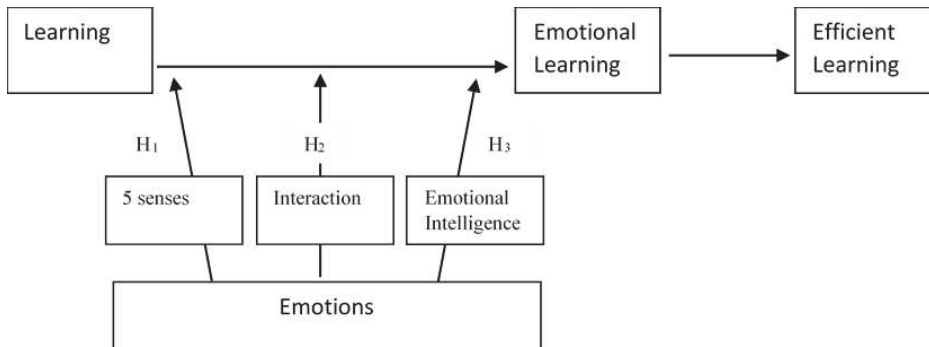 Learning
Emotional
Learning
Efficient
Learning
H1
H2
H3
5 senses
Interaction
Emotional
Intelligence
Emotions